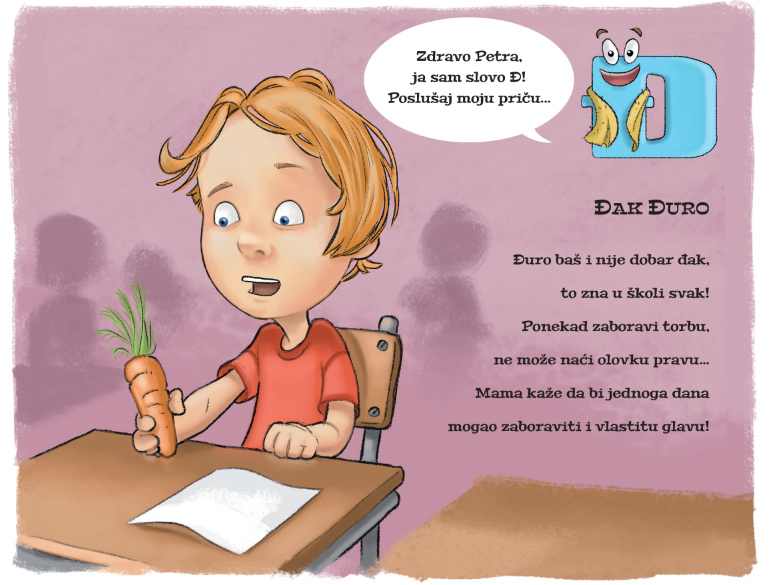 Zdravo Petra,
ja sam slovo Đ!
Poslušaj moju priču...
Đ
ĐAK ĐURO
Đuro baš i nije dobar đak,
to zna u školi svak!
Ponekad zaboravi torbu,
ne može naći olovku pravu...
Mama kaže da bi jednoga dana
mogao zaboraviti i vlastitu glavu!